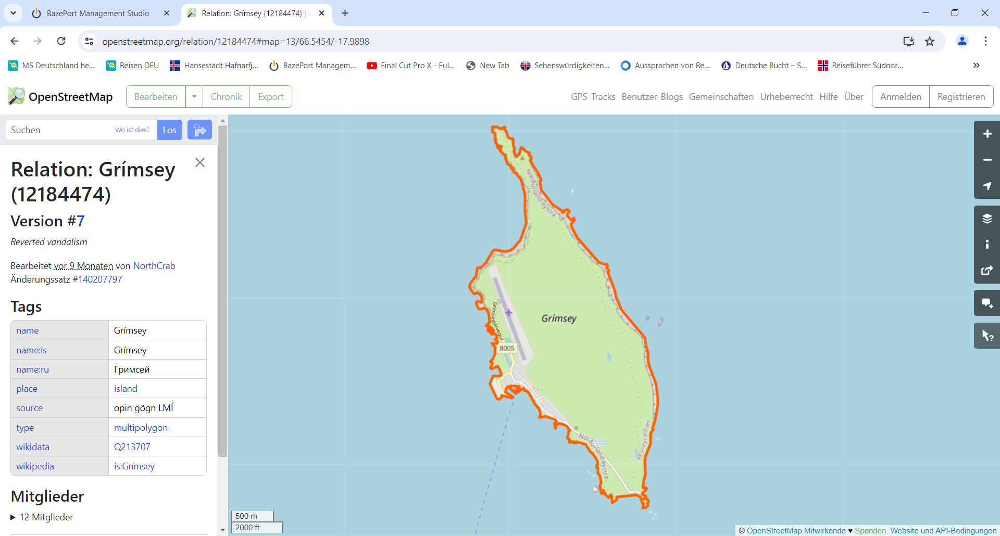 BazePort Management Studio
Relation: Grímsey (12184474) |
openstreetmap.org/relation/12184474#map=13/66.5454/-17.9898
MS Deutschland he...
Reisen DEU
Hansestadt Hafnarfj...
BazePort Managem...
Final Cut Pro X - Ful...
New Tab
Sehenswürdigkeiten...
Aussprachen von Re...
Deutsche Bucht – S...
Reiseführer Südnor...
OpenStreetMap
Bearbeiten
Chronik
Export
GPS-Tracks
Benutzer-Blogs
Gemeinschaften
Urheberrecht
Hilfe
Über
Anmelden
Registrieren
Suchen
Wo ist dies?
Los
Relation: Grímsey
(12184474)
Version #7
Reverted vandalism
Bearbeitet vor 9 Monaten von NorthCrab
Änderungssatz #140207797
Tags
name Grímsey
name:is Grímsey
name:ru Гримсей
place island
source opin gögn LMÍ
type multipolygon
wikidata Q213707
wikipedia is:Grímsey
Mitglieder
12 Mitglieder
Norðurland eystra
Grímsey
Grímseyjarvegur
8005
Norðurland eystra
Akureyrarbær
500 m
2000 ft
© OpenStreetMap Mitwirkende ♥ Spenden. Website und API-Bedingungen